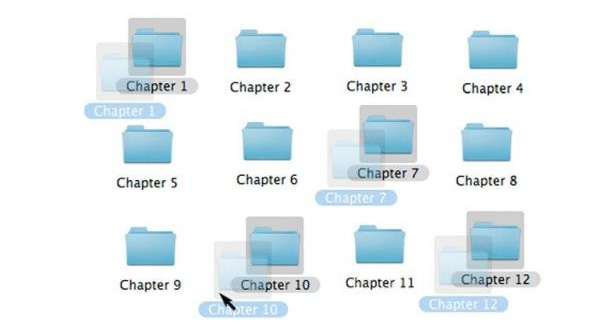 Chapter 1
Chapter 2
Chapter 3
Chapter 4
Chapter 1
Chapter 5
Chapter 6
Chapter 7
Chapter 8
Chapter 7
Chapter 9
Chapter 10
Chapter 11
Chapter 12
Chapter 10
Chapter 12